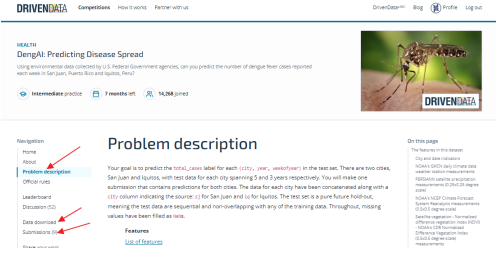 DRIVENDATA Competitions How it works Partner with us DrivenData Blog Profile Log out
HEALTH
DengAI: Predicting Disease Spread
Using environmental data collected by U.S. Federal Government agencies, can you predict the number of dengue fever cases reported
each week in San Juan, Puerto Rico and Iquitos, Peru?
Intermediate practice 7 months left 14,268 joined
DRIVENDATA
Navigation
Home
About
Problem description
Official rules
Leaderboard
Discussion (52)
Data download
Submissions (9)
Share your work
Problem description
Your goal is to predict the total_cases label for each (city, year, weekofyear) in the test set. There are two cities,
San Juan and Iquitos, with test data for each city spanning 5 and 3 years respectively. You will make one
submission that contains predictions for both cities. The data for each city have been concatenated along with a
city column indicating the source: sj for San Juan and iq for Iquitos. The test set is a pure future hold-out,
meaning the test data are sequential and non-overlapping with any of the training data. Throughout, missing
values have been filled as NaNs.
Features
List of features
On this page
The features in this dataset
City and date indicators
NOAA's GHCN daily climate data
weather station measurements
PERSIANN satellite precipitation
measurements (0.25x0.25 degree
scale)
NOAA's NCEP Climate Forecast
System Reanalysis measurements
(0.5x0.5 degree scale)
Satellite vegetation - Normalized
difference vegetation index (NDVI)
- NOAA's CDR Normalized
Difference Vegetation Index
(0.5x0.5 degree scale)
measurements